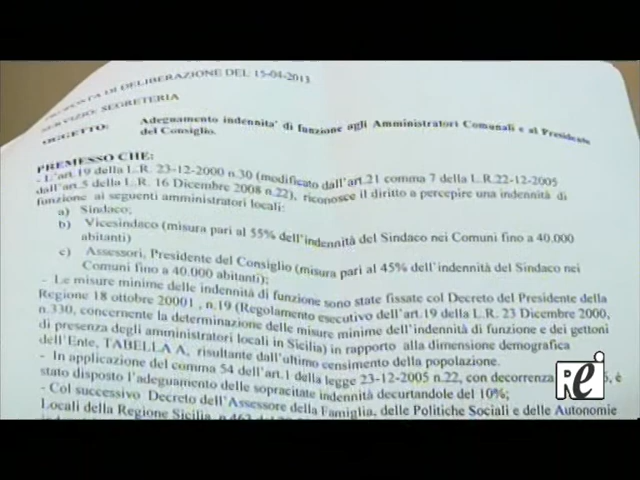 PROPOSTA DI DELIBERAZIONE DEL 15-04-2013
SERVIZIO: SEGRETERIA
OGGETTO: Adeguamento indennita' di funzione agli Amministratori Comunali e al Presidente
del Consiglio.
PREMESSO CHE:
- L'art.19 della L.R. 23-12-2000 n.30 (modificato dall'art.21 comma 7 della L.R.22-12-2005
dall'art.5 della L.R. 16 Dicembre 2008 n.22), riconosce il diritto a percepire una indennità di
funzione ai seguenti amministratori locali:
a) Sindaco;
b) Vicesindaco (misura pari al 55% dell'indennità del Sindaco nei Comuni fino a 40.000
abitanti)
c) Assessori, Presidente del Consiglio (misura pari al 45% dell'indennità del Sindaco nei
Comuni fino a 40.000 abitanti);
- Le misure minime delle indennità di funzione sono state fissate col Decreto del Presidente della
Regione 18 ottobre 20001 , n.19 (Regolamento esecutivo dell'art.19 della L.R. 23 Dicembre 2000,
n.330, concernente la determinazione delle misure minime dell'indennità di funzione e dei gettoni
di presenza degli amministratori locali in Sicilia) in rapporto alla dimensione demografica
dell'Ente, TABELLA A, risultante dall'ultimo censimento della popolazione.
- In applicazione del comma 54 dell'art.1 della legge 23-12-2005 n.22, con decorrenza è
stato disposto l'adeguamento delle sopracitate indennità decurtandole del 10%;
- Col successivo Decreto dell'Assessore della Famiglia, delle Politiche Sociali e delle Autonomie
Locali della Regione Sicilia
Rei